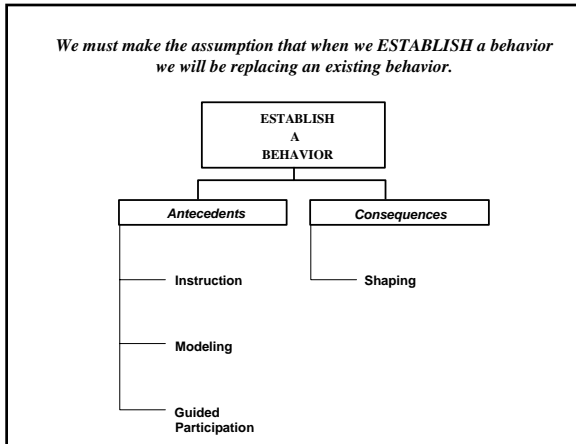 We must make the assumption that when we ESTABLISH a behavior
we will be replacing an existing behavior.
ESTABLISH
A
BEHAVIOR
Antecedents
Consequences
Instruction
Shaping
Modeling
Guided
Participation